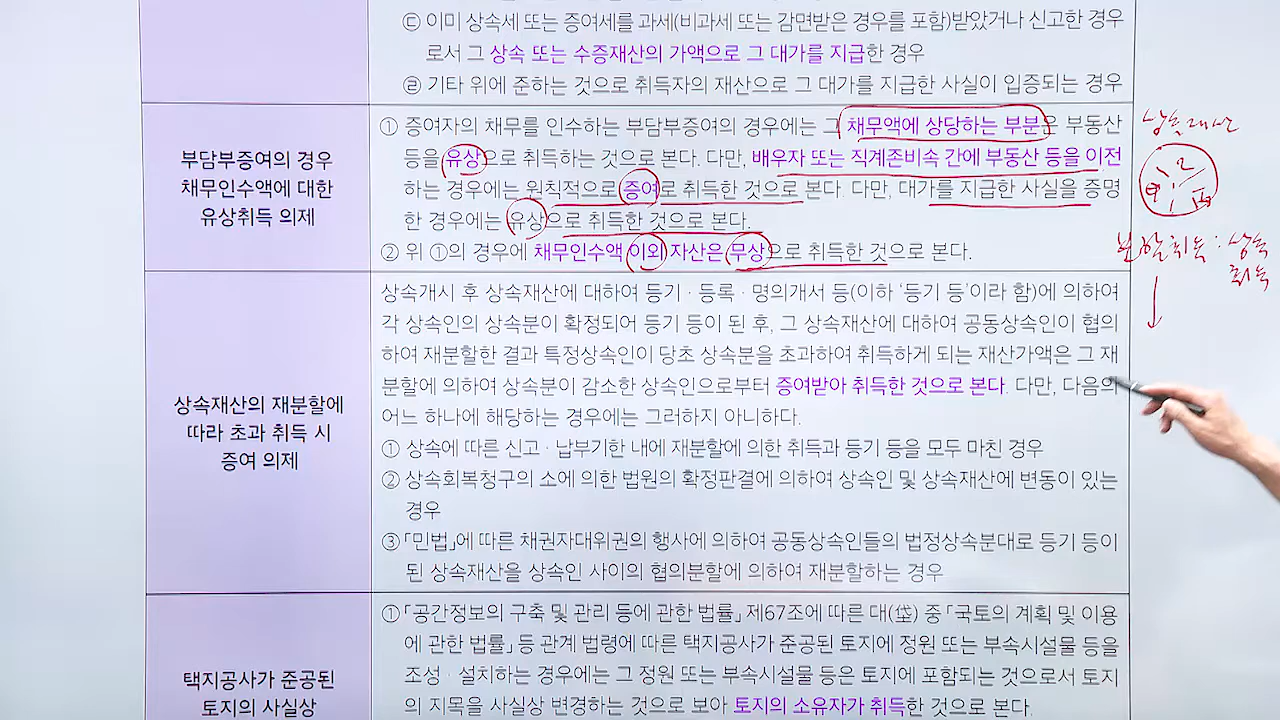 ⓒ 이미 상속세 또는 증여세를 과세(비과세 또는 감면받은 경우를 포함)받았거나 신고한 경우
로서 그 상속 또는 수증재산의 가액으로 그 대가를 지급한 경우
ⓔ 기타 위에 준하는 것으로 취득자의 재산으로 그 대가를 지급한 사실이 입증되는 경우
부담부증여의 경우
채무인수액에 대한
유상취득 의제
① 증여자의 채무를 인수하는 부담부증여의 경우에는 그 채무액에 상당하는 부분은 부동산
등을 유상으로 취득하는 것으로 본다. 다만, 배우자 또는 직계존비속 간에 부동산 등을 이전
하는 경우에는 원칙적으로 증여로 취득한 것으로 본다. 다만, 대가를 지급한 사실을 증명
한 경우에는 유상으로 취득한 것으로 본다.
② 위 ①의 경우에 채무인수액 이외 자산은 무상으로 취득한 것으로 본다.
상속재산
2
분할취득 : 상속
취득
상속재산의 재분할에
따라 초과 취득 시
증여 의제
상속개시 후 상속재산에 대하여 등기 · 등록 · 명의개서 등(이하 ‘등기 등’이라 함)에 의하여
각 상속인의 상속분이 확정되어 등기 등이 된 후, 그 상속재산에 대하여 공동상속인이 협의
하여 재분할한 결과 특정상속인이 당초 상속분을 초과하여 취득하게 되는 재산가액은 그 재
분할에 의하여 상속분이 감소한 상속인으로부터 증여받아 취득한 것으로 본다. 다만, 다음의
어느 하나에 해당하는 경우에는 그러하지 아니하다.
① 상속에 따른 신고 · 납부기한 내에 재분할에 의한 취득과 등기 등을 모두 마친 경우
② 상속회복청구의 소에 의한 법원의 확정판결에 의하여 상속인 및 상속재산에 변동이 있는
경우
③ 「민법」에 따른 채권자대위권의 행사에 의하여 공동상속인들의 법정상속분대로 등기 등이
된 상속재산을 상속인 사이의 협의분할에 의하여 재분할하는 경우
택지공사가 준공된
토지의 사실상
① 「공간정보의 구축 및 관리 등에 관한 법률」 제67조에 따른 대(垈) 중 「국토의 계획 및 이용
에 관한 법률」 등 관계 법령에 따른 택지공사가 준공된 토지에 정원 또는 부속시설물 등을
조성 · 설치하는 경우에는 그 정원 또는 부속시설물 등은 토지에 포함되는 것으로서 토지
의 지목을 사실상 변경하는 것으로 보아 토지의 소유자가 취득한 것으로 본다.